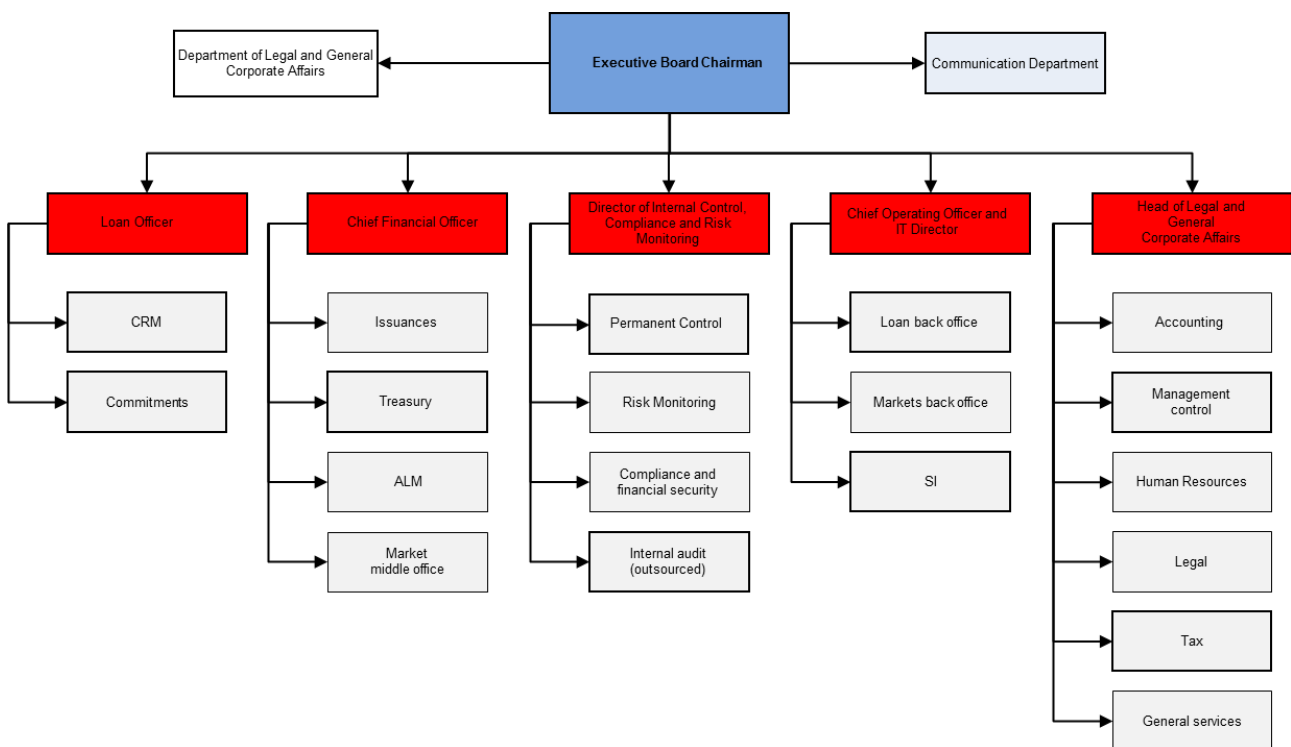 Department of Legal and General
Corporate Affairs
Executive Board Chairman
Communication Department
Loan Officer
Chief Financial Officer
Director of Internal Control,
Compliance and Risk
Monitoring
Chief Operating Officer and
IT Director
Head of Legal and
General
Corporate Affairs
CRM
Issuances
Permanent Control
Loan back office
Accounting
Commitments
Treasury
Risk Monitoring
Markets back office
Management
control
ALM
Compliance and
financial security
SI
Human Resources
Market
middle office
Internal audit
(outsourced)
Legal
Tax
General services